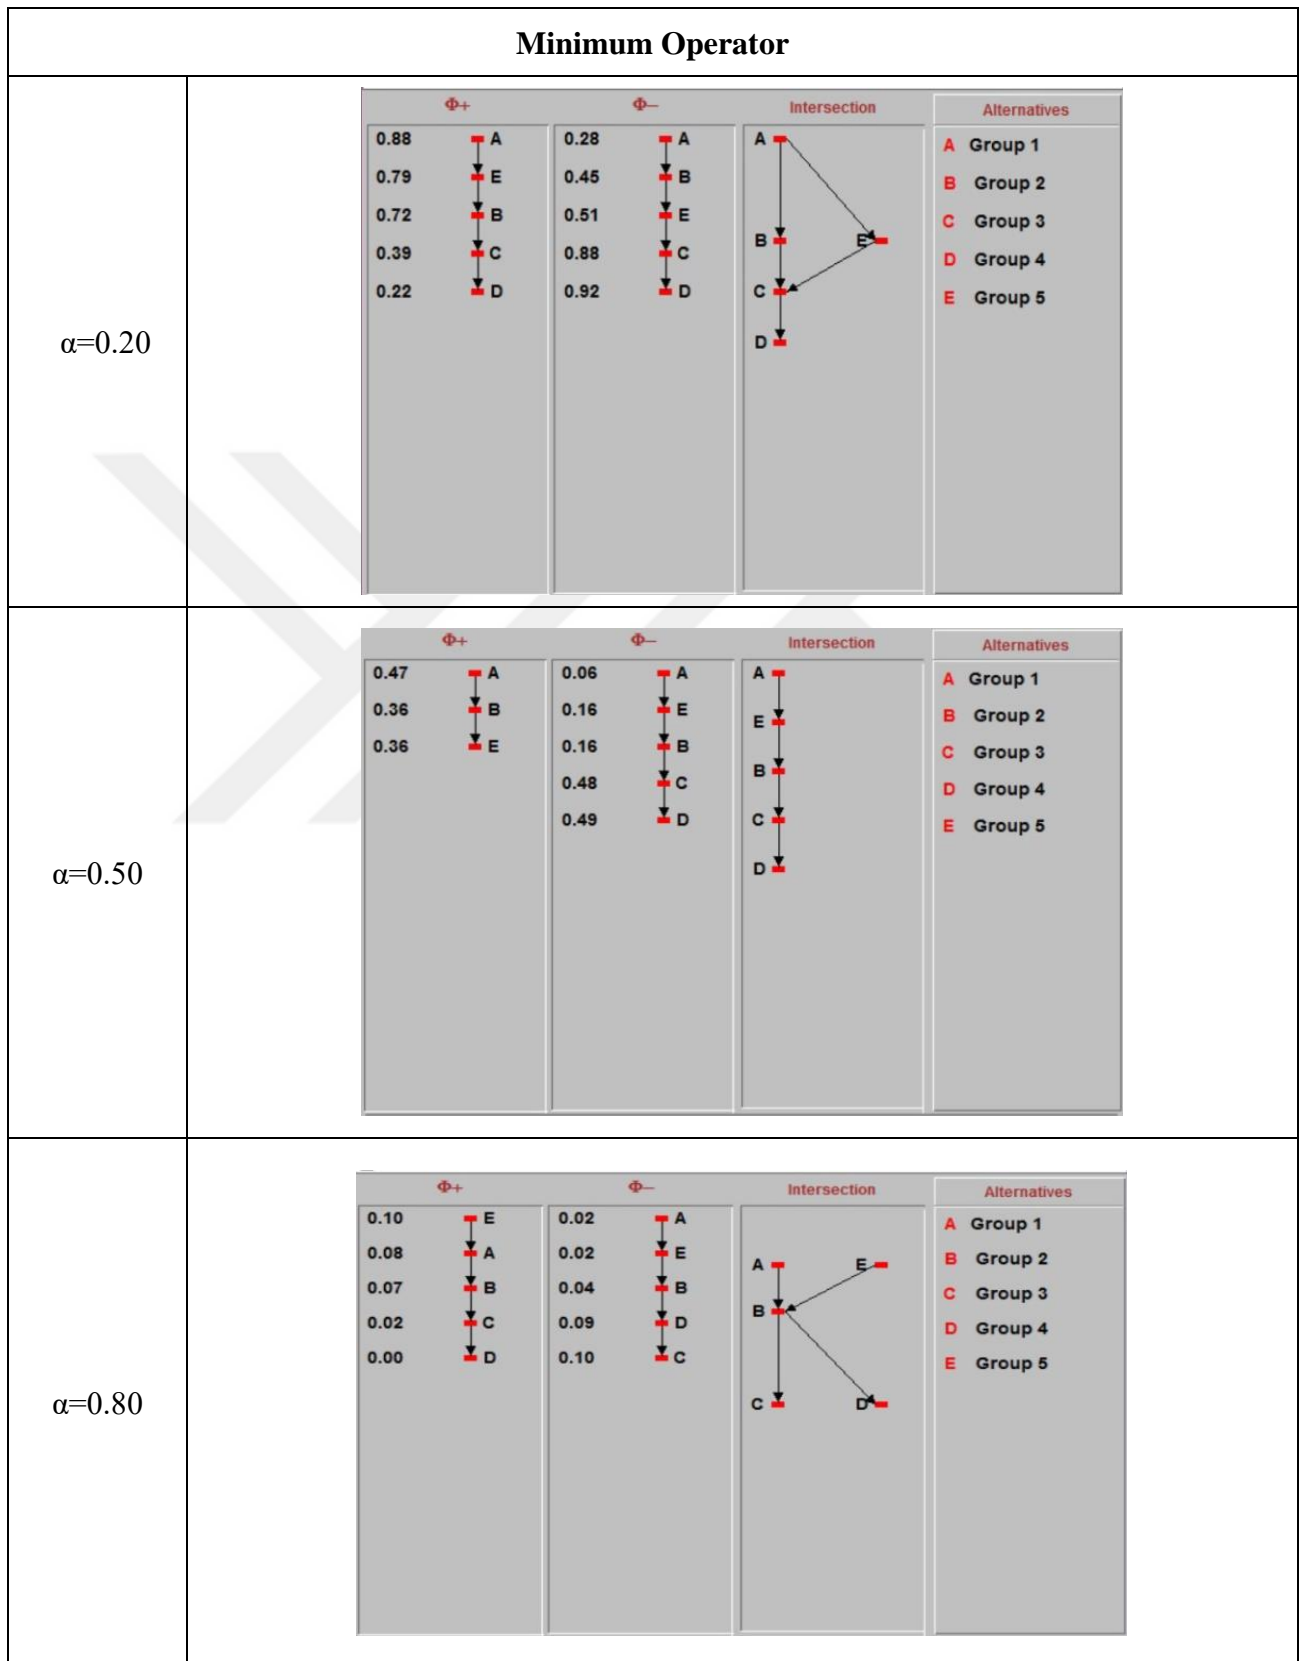 Minimum Operator
α=0.20
Φ+ Φ− Intersection Alternatives
0.88 A 0.28 A A A Group 1
0.79 E 0.45 B B Group 2
0.72 B 0.51 E C Group 3
B E
0.39 C 0.88 C D Group 4
0.22 D 0.92 D C E Group 5
D
α=0.50
Φ+ Φ− Intersection Alternatives
0.47 A 0.06 A A A Group 1
0.36 B 0.16 E E B Group 2
0.36 E 0.16 B B C Group 3
0.48 C D Group 4
0.49 D C E Group 5
D
α=0.80
Φ+ Φ− Intersection Alternatives
0.10 E 0.02 A A Group 1
0.08 A 0.02 E A E B Group 2
0.07 B 0.04 B B C Group 3
0.02 C 0.09 D D Group 4
0.00 D 0.10 C E Group 5
C D